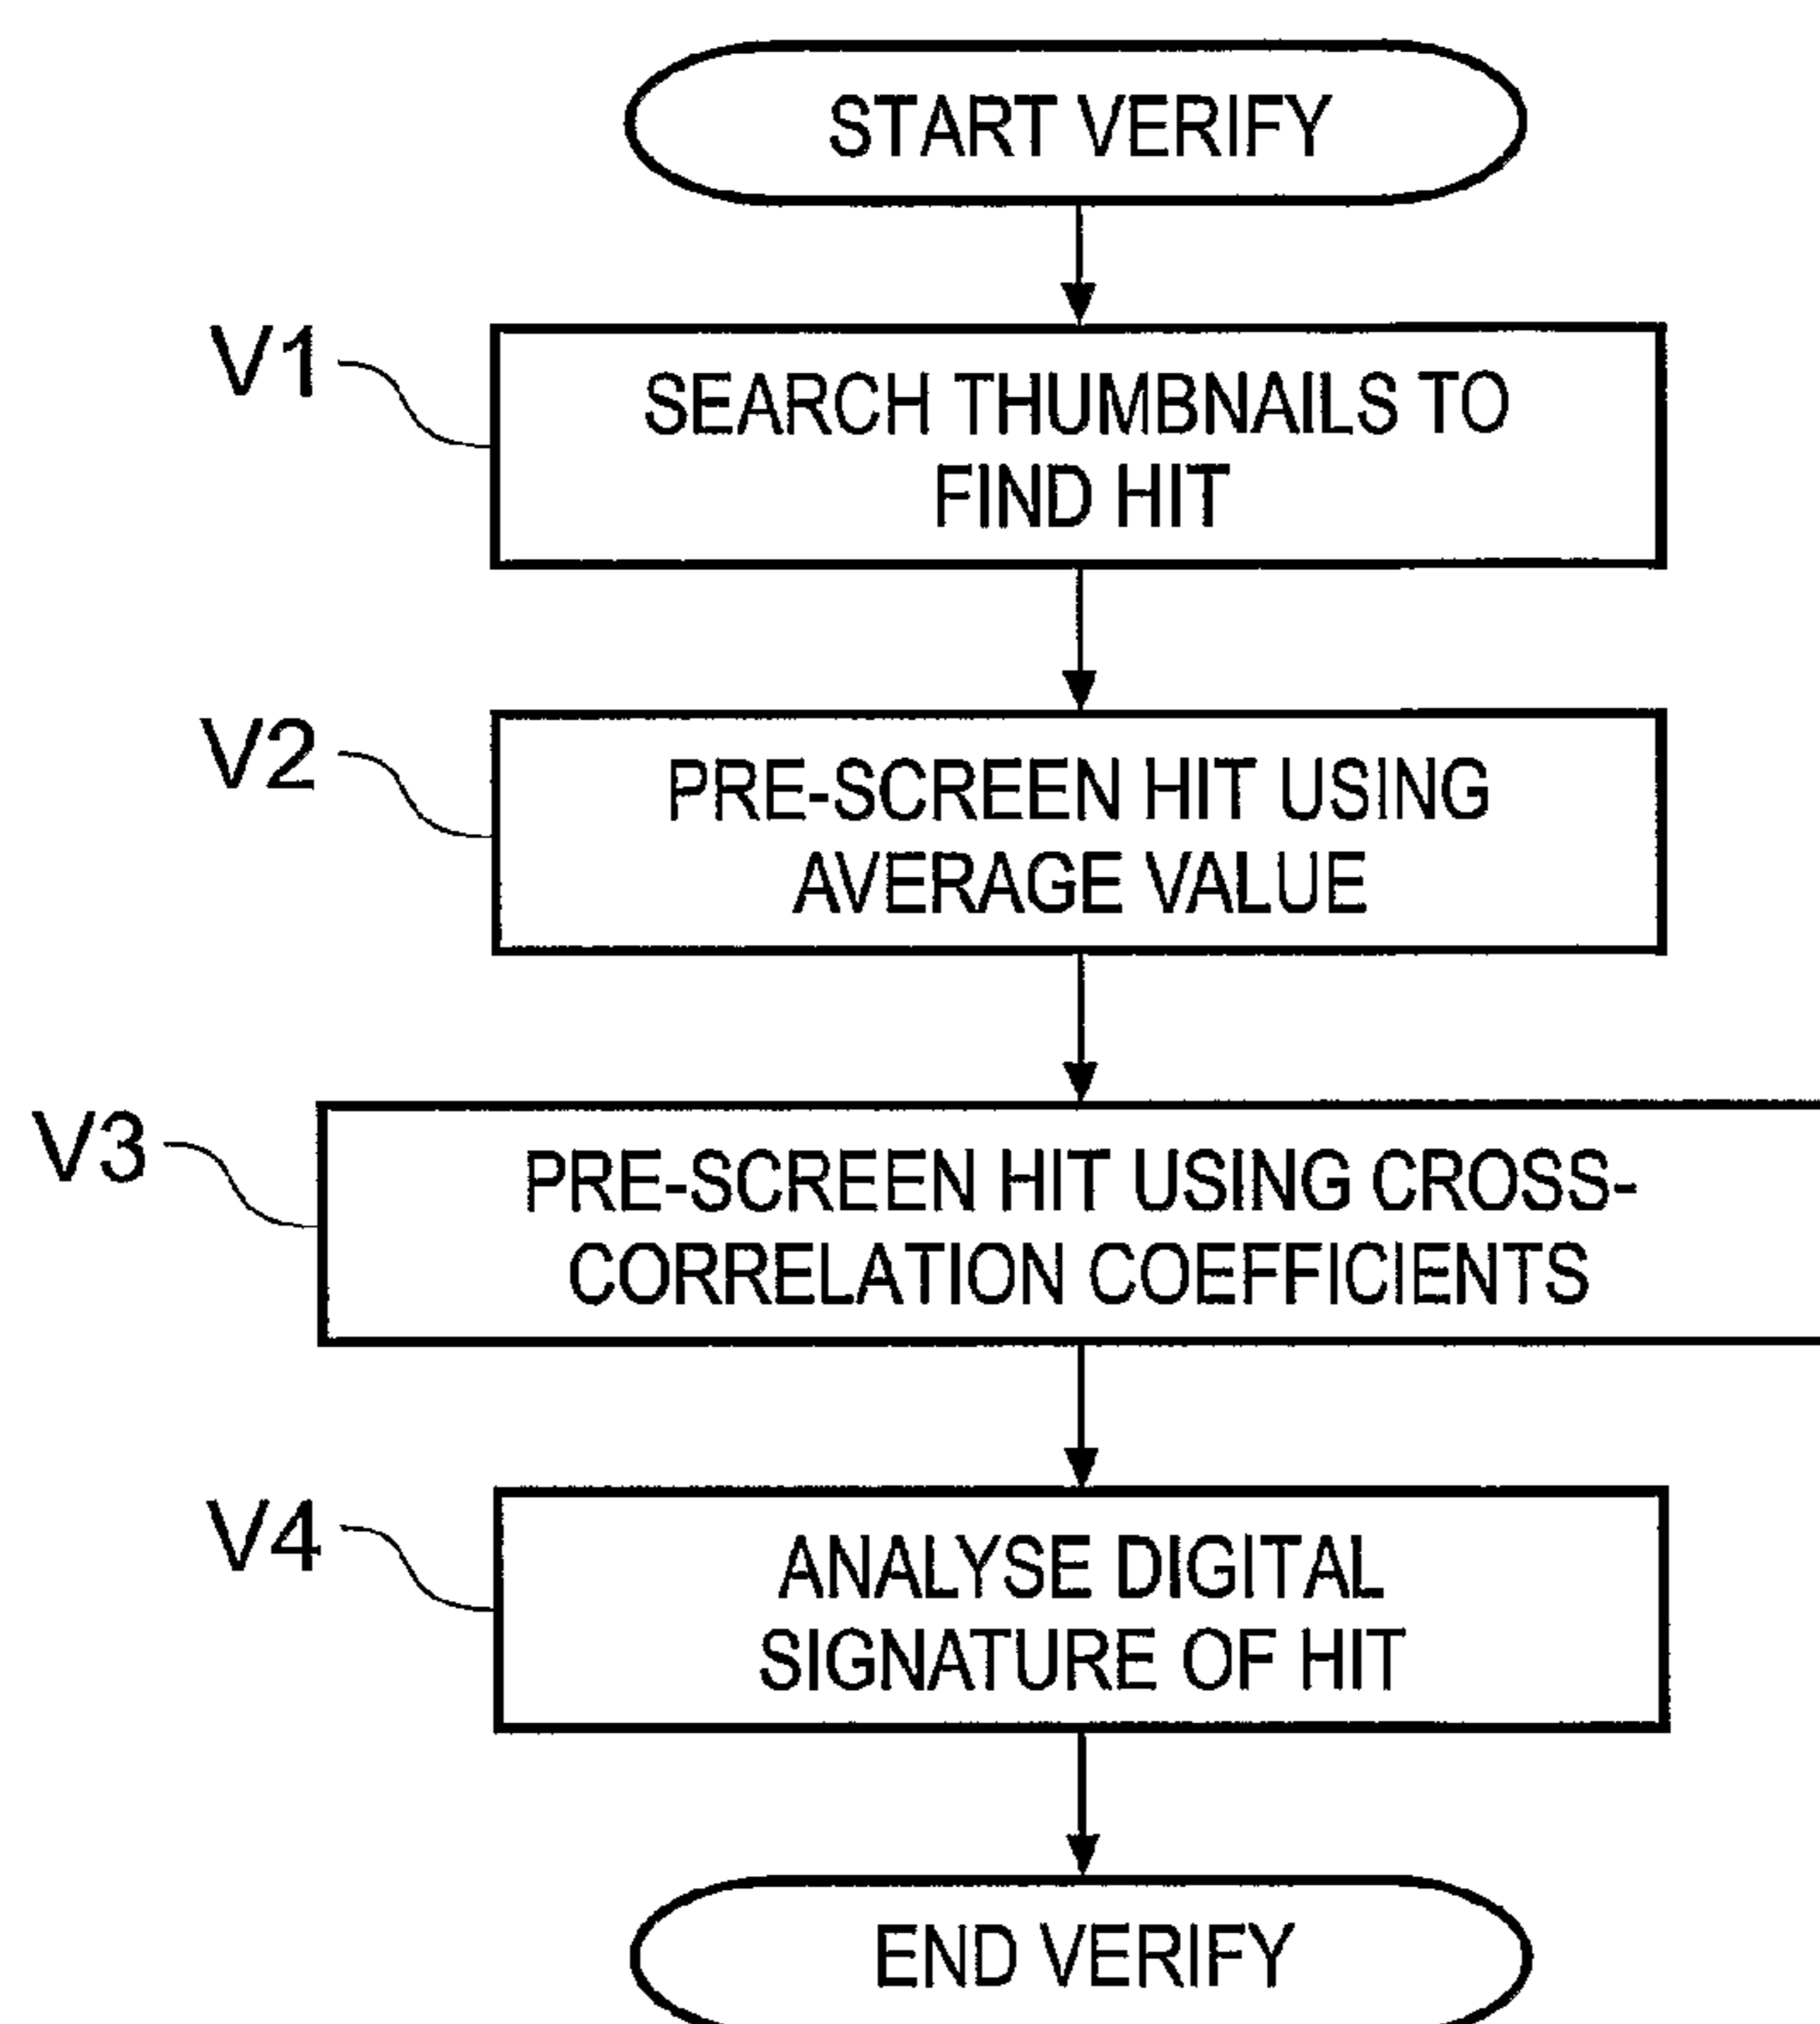 START VERIFY
V1
SEARCH THUMBNAILS TO
FIND HIT
V2
PRE-SCREEN HIT USING
AVERAGE VALUE
V3
PRE-SCREEN HIT USING CROSS-
CORRELATION COEFFICIENTS
V4
ANALYSE DIGITAL
SIGNATURE OF HIT
END VERIFY